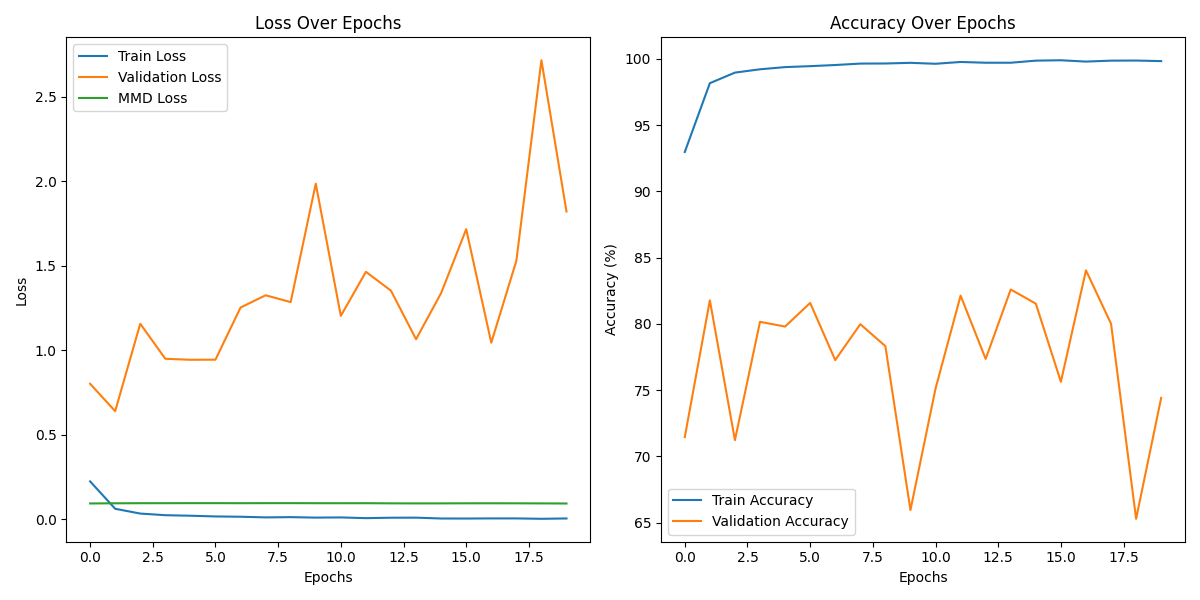 Loss Over Epochs
Train Loss
Validation Loss
MMD Loss
Loss
2.5
2.0
1.5
1.0
0.5
0.0
0.0 2.5 5.0 7.5 10.0 12.5 15.0 17.5
Epochs
Accuracy Over Epochs
Accuracy (%)
100
95
90
85
80
75
70
65
Train Accuracy
Validation Accuracy
0.0 2.5 5.0 7.5 10.0 12.5 15.0 17.5
Epochs